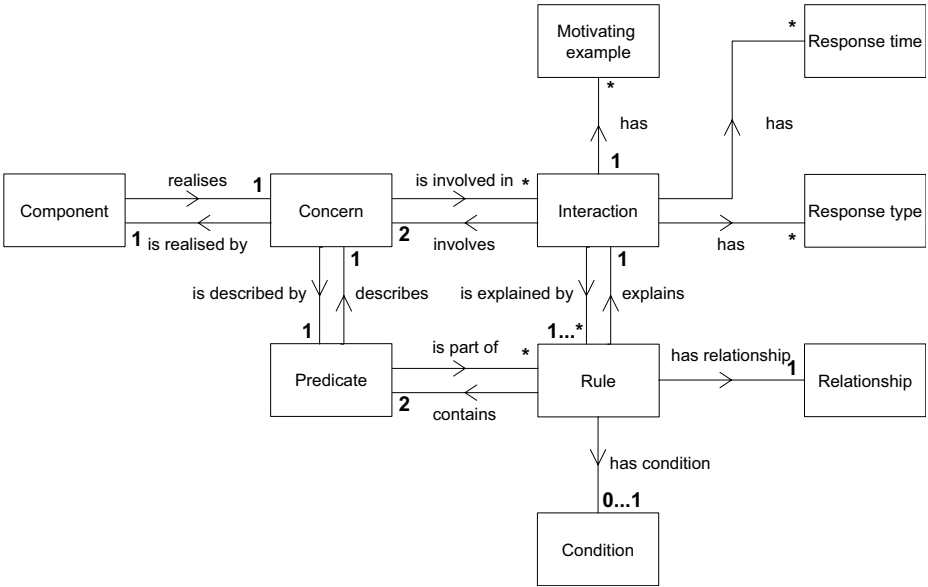 Motivating
example
*
Response time
*
has
has
1
realises
1
is involved in
*
Component
Concern
Interaction
Response type
1
is realised by
2
involves
has
*
1
1
is described by
describes
is explained by
explains
1
1...*
is part of
*
has relationship
1
Predicate
Rule
Relationship
2
contains
has condition
0...1
Condition